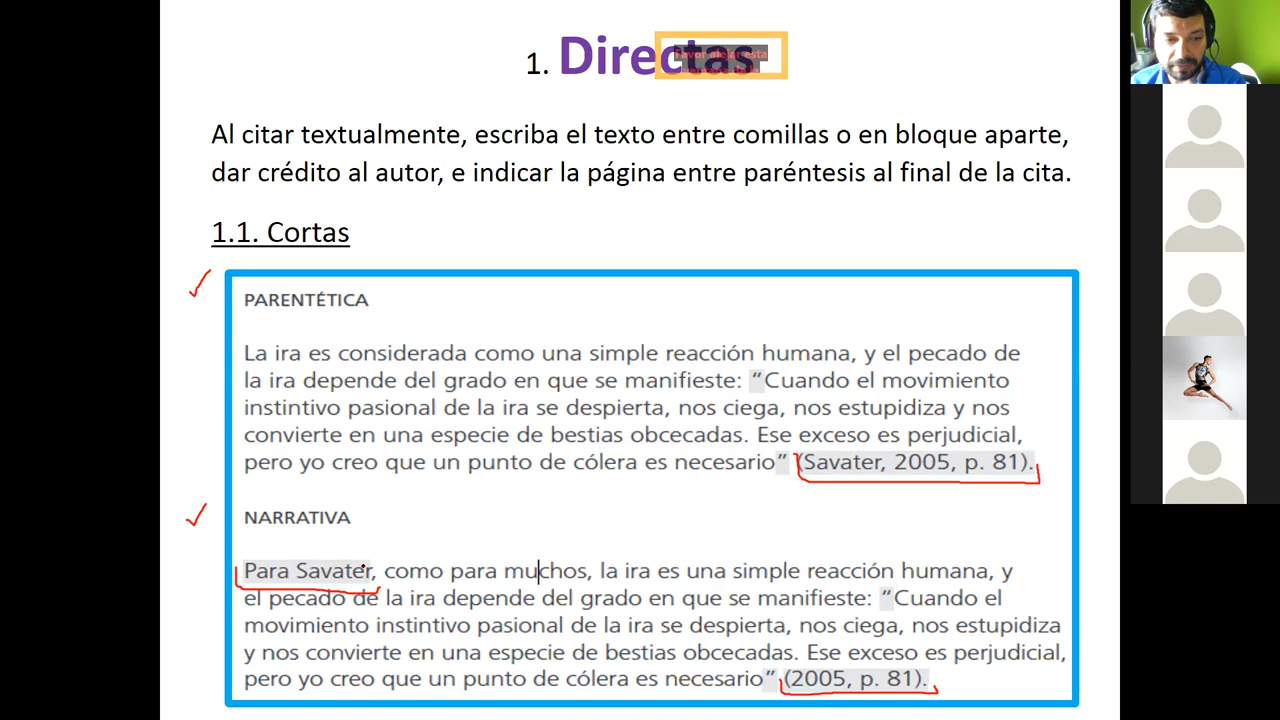 1. Directas
Favor alejar esta
Al citar textualmente, escriba el texto entre comillas o en bloque aparte,
dar crédito al autor, e indicar la página entre paréntesis al final de la cita.
1.1. Cortas
PARENTÉTICA
La ira es considerada como una simple reacción humana, y el pecado de
la ira depende del grado en que se manifieste: "Cuando el movimiento
instintivo pasional de la ira se despierta, nos ciega, nos estupidiza y nos
convierte en una especie de bestias obcecadas. Ese exceso es perjudicial,
pero yo creo que un punto de cólera es necesario" (Savater, 2005, p. 81).
NARRATIVA
Para Savater, como para muchos, la ira es una simple reacción humana, y
el pecado de la ira depende del grado en que se manifieste: "Cuando el
movimiento instintivo pasional de la ira se despierta, nos ciega, nos estupidiza
y nos convierte en una especie de bestias obcecadas. Ese exceso es perjudicial,
pero yo creo que un punto de cólera es necesario" (2005, p. 81).